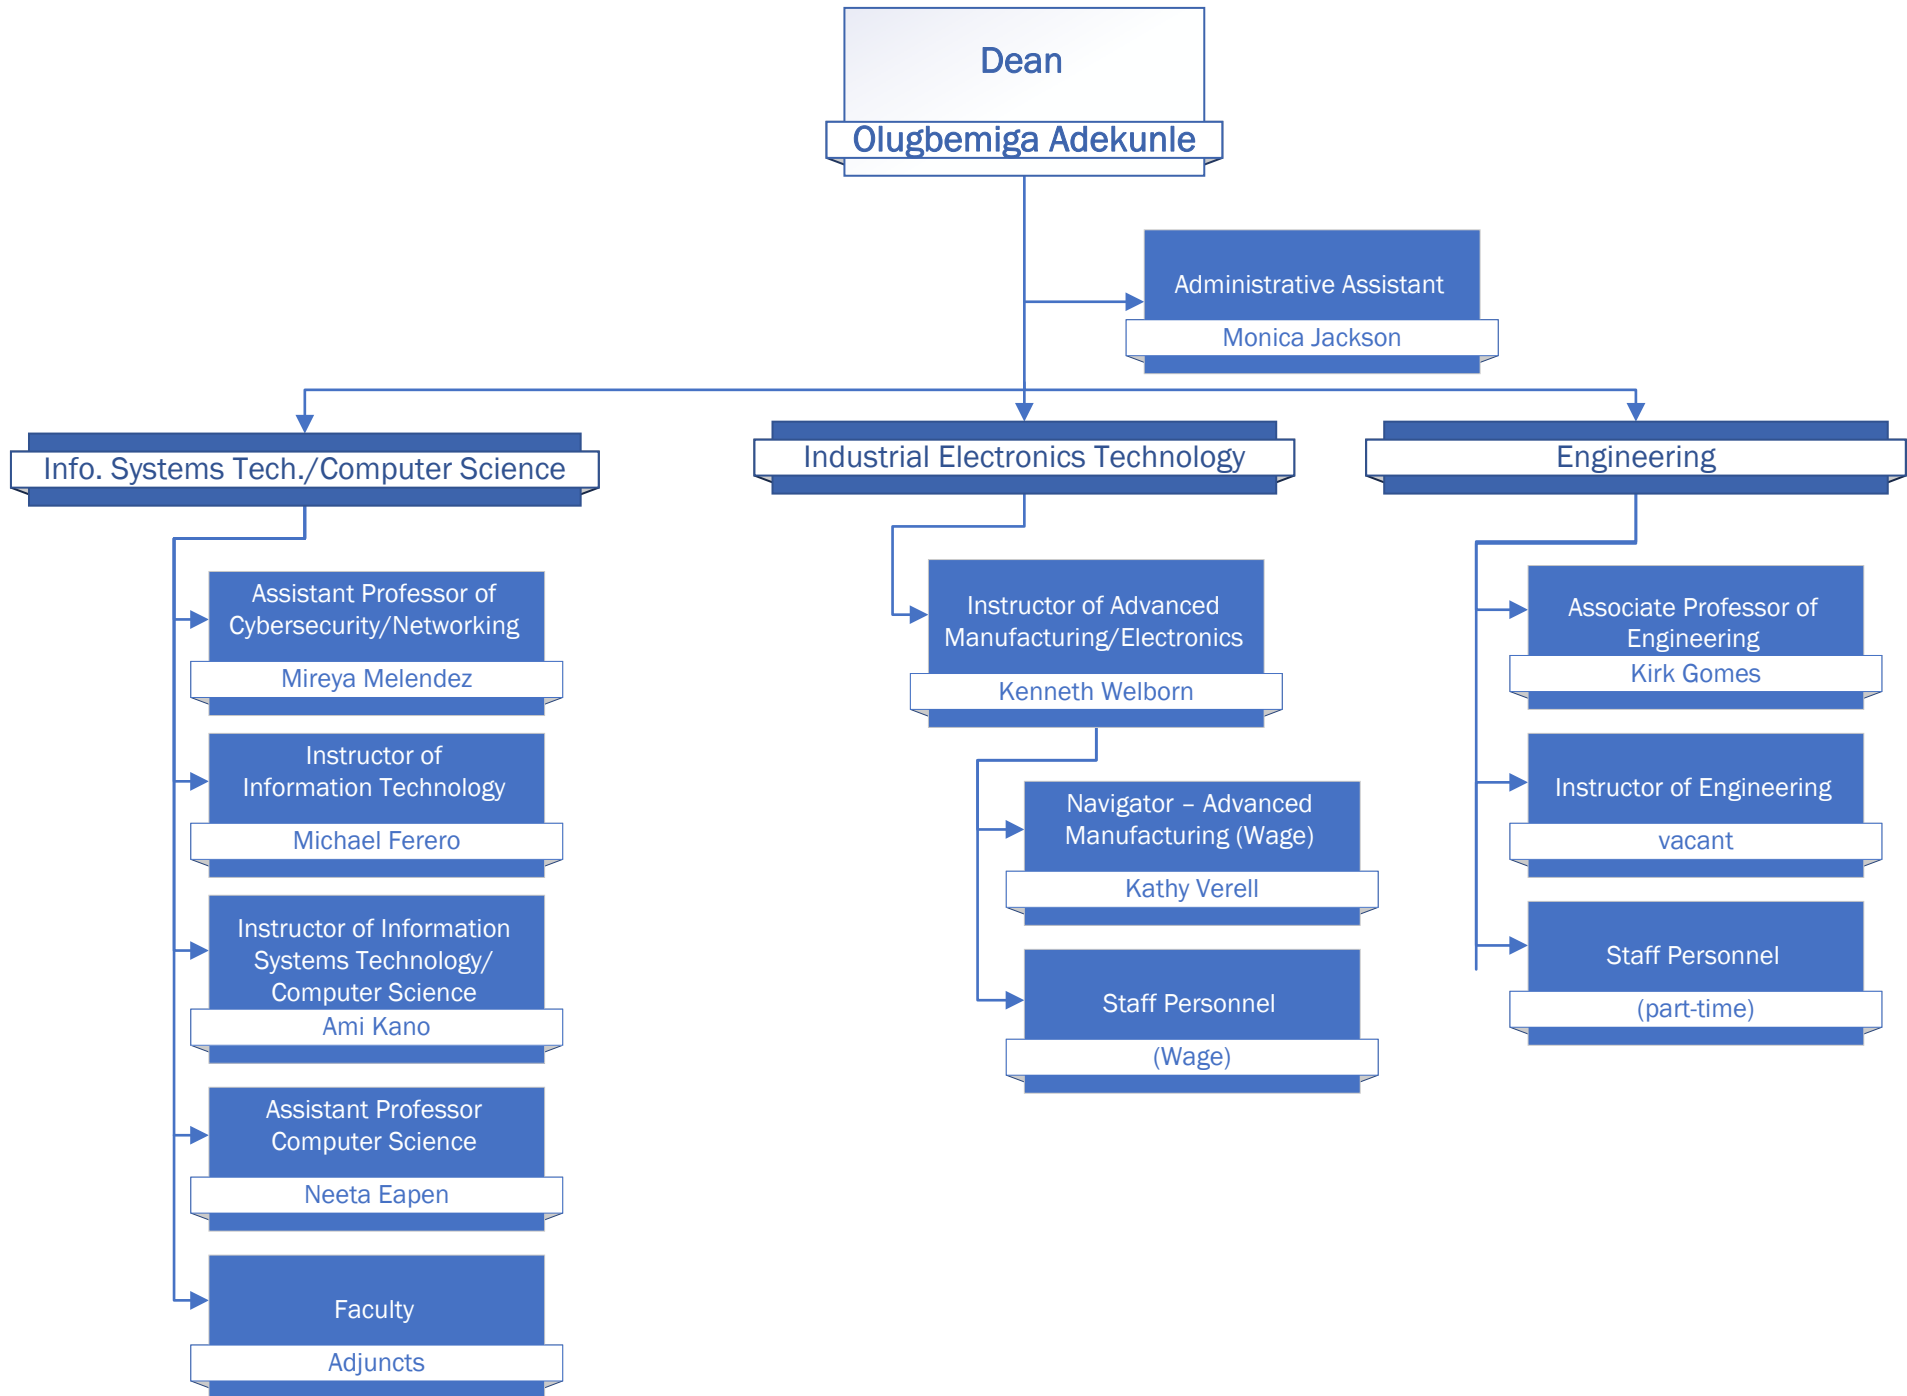 Dean
Olugbemiga Adekunle
Administrative Assistant
Monica Jackson
Info. Systems Tech./Computer Science
Assistant Professor of
Cybersecurity/Networking
Mireya Melendez
Instructor of
Information Technology
Michael Ferero
Instructor of Information
Systems Technology/
Computer Science
Ami Kano
Assistant Professor
Computer Science
Neeta Eapen
Faculty
Adjuncts
Industrial Electronics Technology
Instructor of Advanced
Manufacturing/Electronics
Kenneth Welborn
Navigator – Advanced
Manufacturing (Wage)
Kathy Verell
Staff Personnel
(Wage)
Engineering
Associate Professor of
Engineering
Kirk Gomes
Instructor of Engineering
vacant
Staff Personnel
(part-time)